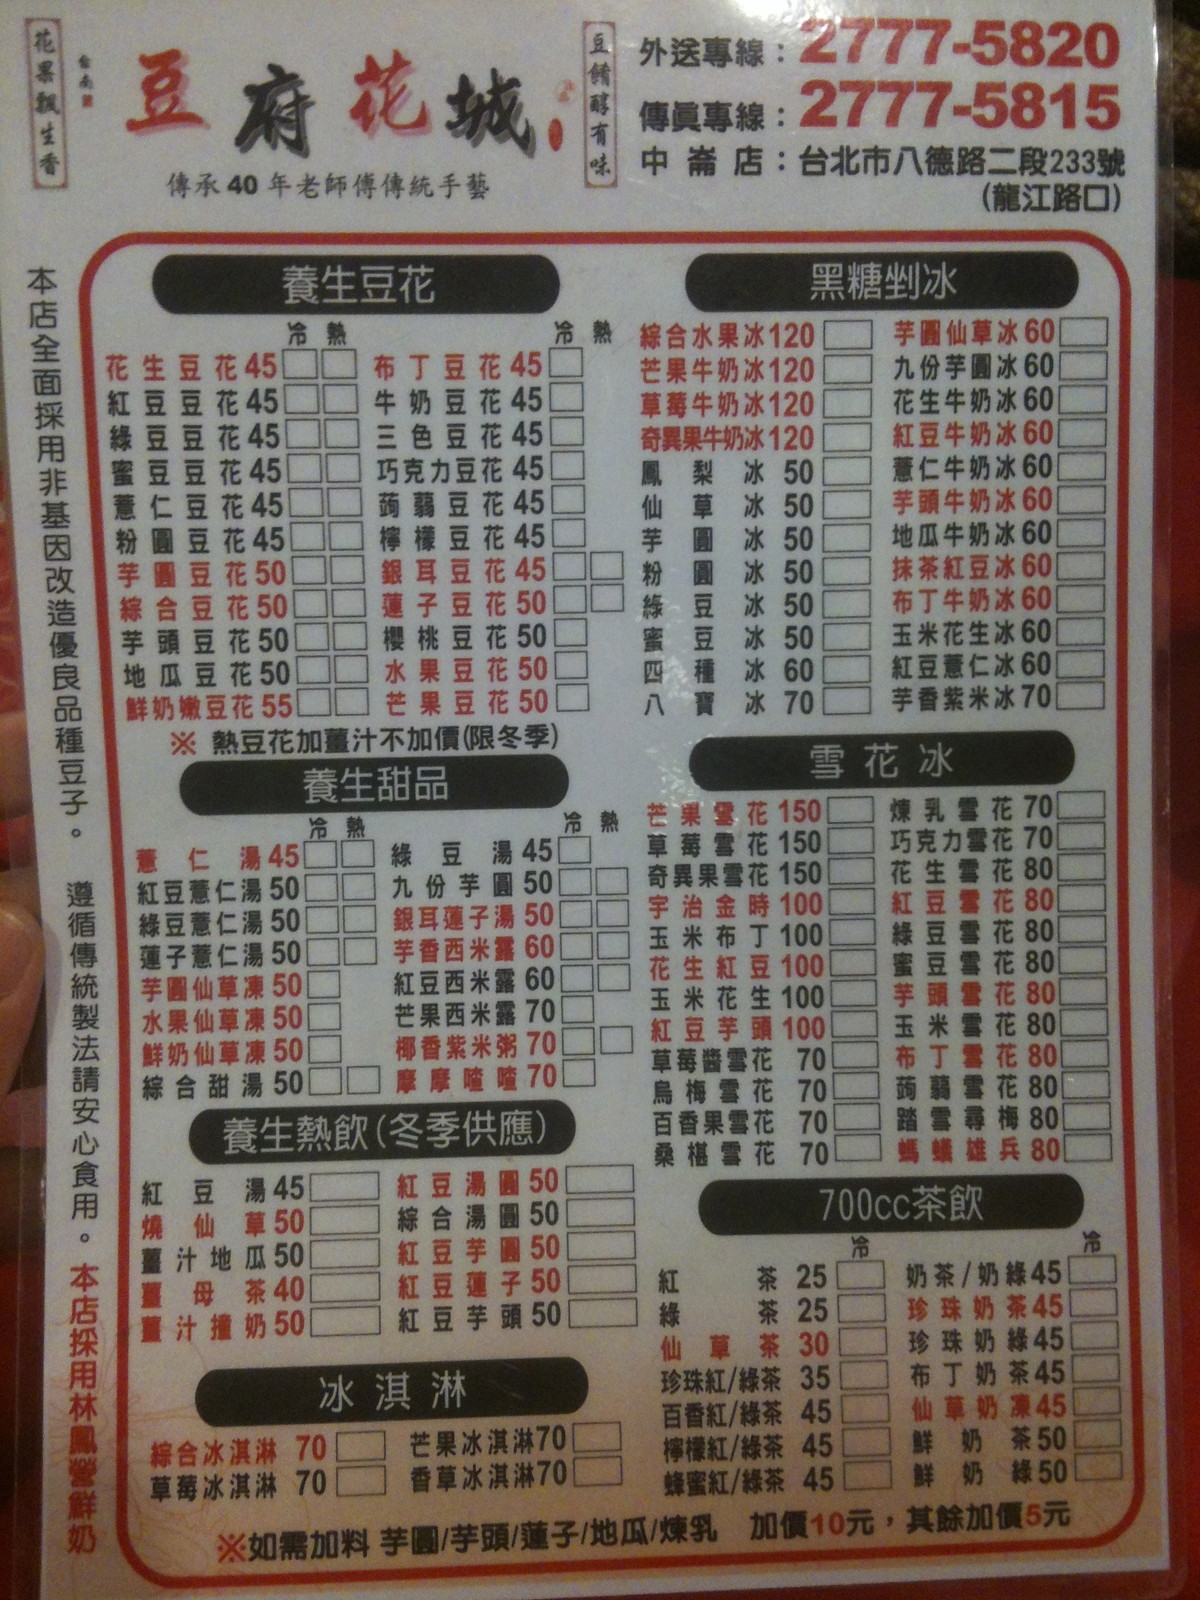 花果飄生香
台南
豆府花城
豆餚醇有味
傳承40年老師傅傳統手藝
外送專線：2777-5820
傳眞專線：2777-5815
中崙店：台北市八德路二段233號
(龍江路口)
本店全面採用非基因改造優良品種豆子。 遵循傳統製法請安心食用。 本店採用林鳳營鮮奶
養生豆花
冷 熱 冷 熱
花生豆花45 布丁豆花45
紅豆豆花45 牛奶豆花45
綠豆豆花45 三色豆花45
蜜豆豆花45 巧克力豆花45
薏仁豆花45 蒟蒻豆花45
粉圓豆花45 檸檬豆花45
芋圓豆花50 銀耳豆花45
綜合豆花50 蓮子豆花50
芋頭豆花50 櫻桃豆花50
地瓜豆花50 水果豆花50
鮮奶嫩豆花55 芒果豆花50
※ 熱豆花加薑汁不加價(限冬季)
養生甜品
冷 熱 冷 熱
薏仁湯45 綠豆湯45
紅豆薏仁湯50 九份芋圓50
綠豆薏仁湯50 銀耳蓮子湯50
蓮子薏仁湯50 芋香西米露60
芋圓仙草凍50 紅豆西米露60
水果仙草凍50 芒果西米露70
鮮奶仙草凍50 椰香紫米粥70
綜合甜湯50 摩摩喳喳70
養生熱飲(冬季供應)
紅豆湯45 紅豆湯圓50
燒仙草50 綜合湯圓50
薑汁地瓜50 紅豆芋圓50
薑母茶40 紅豆蓮子50
薑汁撞奶50 紅豆芋頭50
冰淇淋
綜合冰淇淋 70 芒果冰淇淋70
草莓冰淇淋 70 香草冰淇淋70
黑糖剉冰
綜合水果冰120 芋圓仙草冰60
芒果牛奶冰120 九份芋圓冰60
草莓牛奶冰120 花生牛奶冰60
奇異果牛奶冰120 紅豆牛奶冰60
鳳梨冰 50 薏仁牛奶冰60
仙草冰 50 芋頭牛奶冰60
芋圓冰 50 地瓜牛奶冰60
粉圓冰 50 抹茶紅豆冰60
綠豆冰 50 布丁牛奶冰60
蜜豆冰 50 玉米花生冰60
四種冰 60 紅豆薏仁冰60
八寶冰 70 芋香紫米冰70
雪花冰
芒果雪花150 煉乳雪花70
草莓雪花150 巧克力雪花70
奇異果雪花150 花生雪花80
宇治金時100 紅豆雪花80
玉米布丁100 綠豆雪花80
花生紅豆100 蜜豆雪花80
玉米花生100 芋頭雪花80
紅豆芋頭100 玉米雪花80
草莓醬雪花 70 布丁雪花80
烏梅雪花 70 蒟蒻雪花80
百香果雪花 70 踏雪尋梅80
桑椹雪花 70 螞蟻雄兵80
700cc茶飲
冷 冷
紅茶 25 奶茶/奶綠45
綠茶 25 珍珠奶茶45
仙草茶 30 珍珠奶綠45
珍珠紅/綠茶 35 布丁奶茶45
百香紅/綠茶 45 仙草奶凍45
檸檬紅/綠茶 45 鮮奶茶50
蜂蜜紅/綠茶 45 鮮奶綠50
※如需加料 芋圓/芋頭/蓮子/地瓜/煉乳 加價10元，其餘加價5元